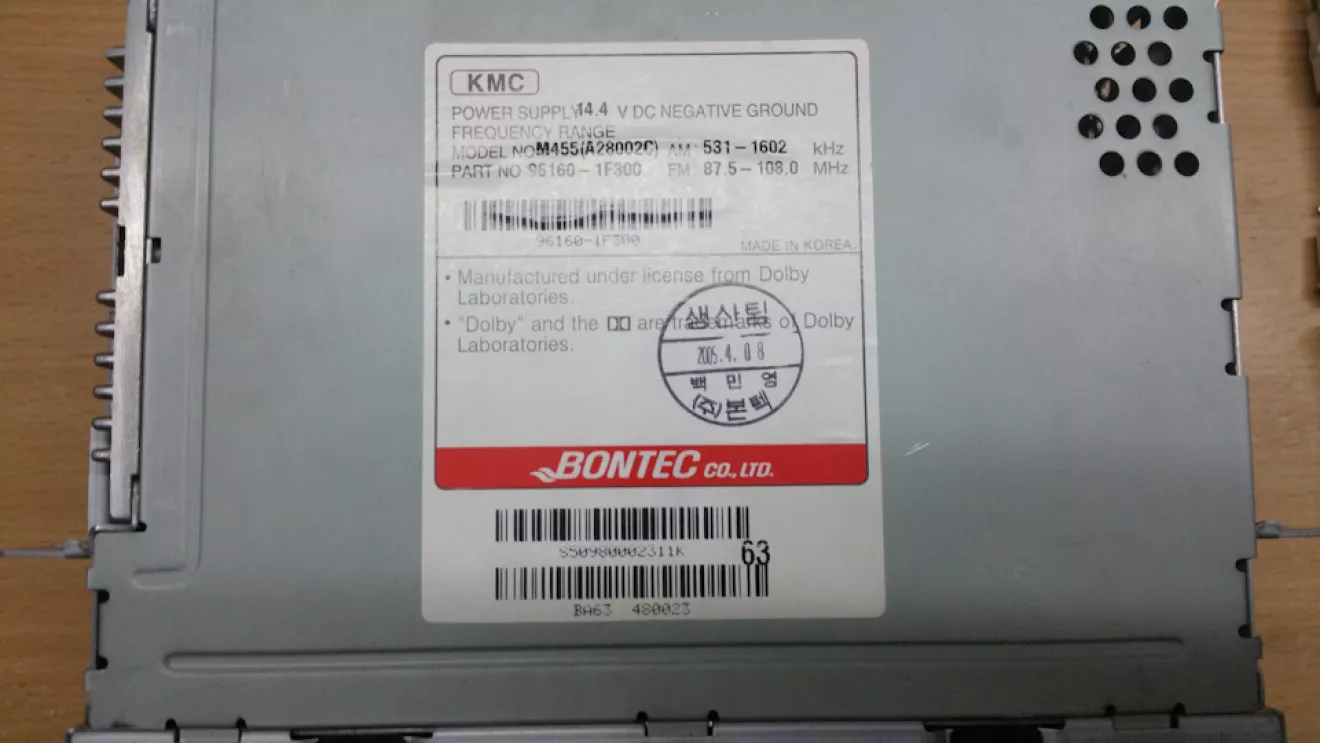 KMC
POWER SUPPLY 14.4 V DC NEGATIVE GROUND
FREQUENCY RANGE
MODEL NO M455(A28002C) AM : 531-1602 kHz
PART NO 96160-1F300 FM : 87.5-108.0 MHz
96160-1F300
MADE IN KOREA.
• Manufactured under license from Dolby
Laboratories.
• "Dolby" and the are trademarks of Dolby
Laboratories.
생산팀
2005.4.08
백민영
(주)본텍
BONTEC CO., LTD.
S50980002311K
63
BA63 480023